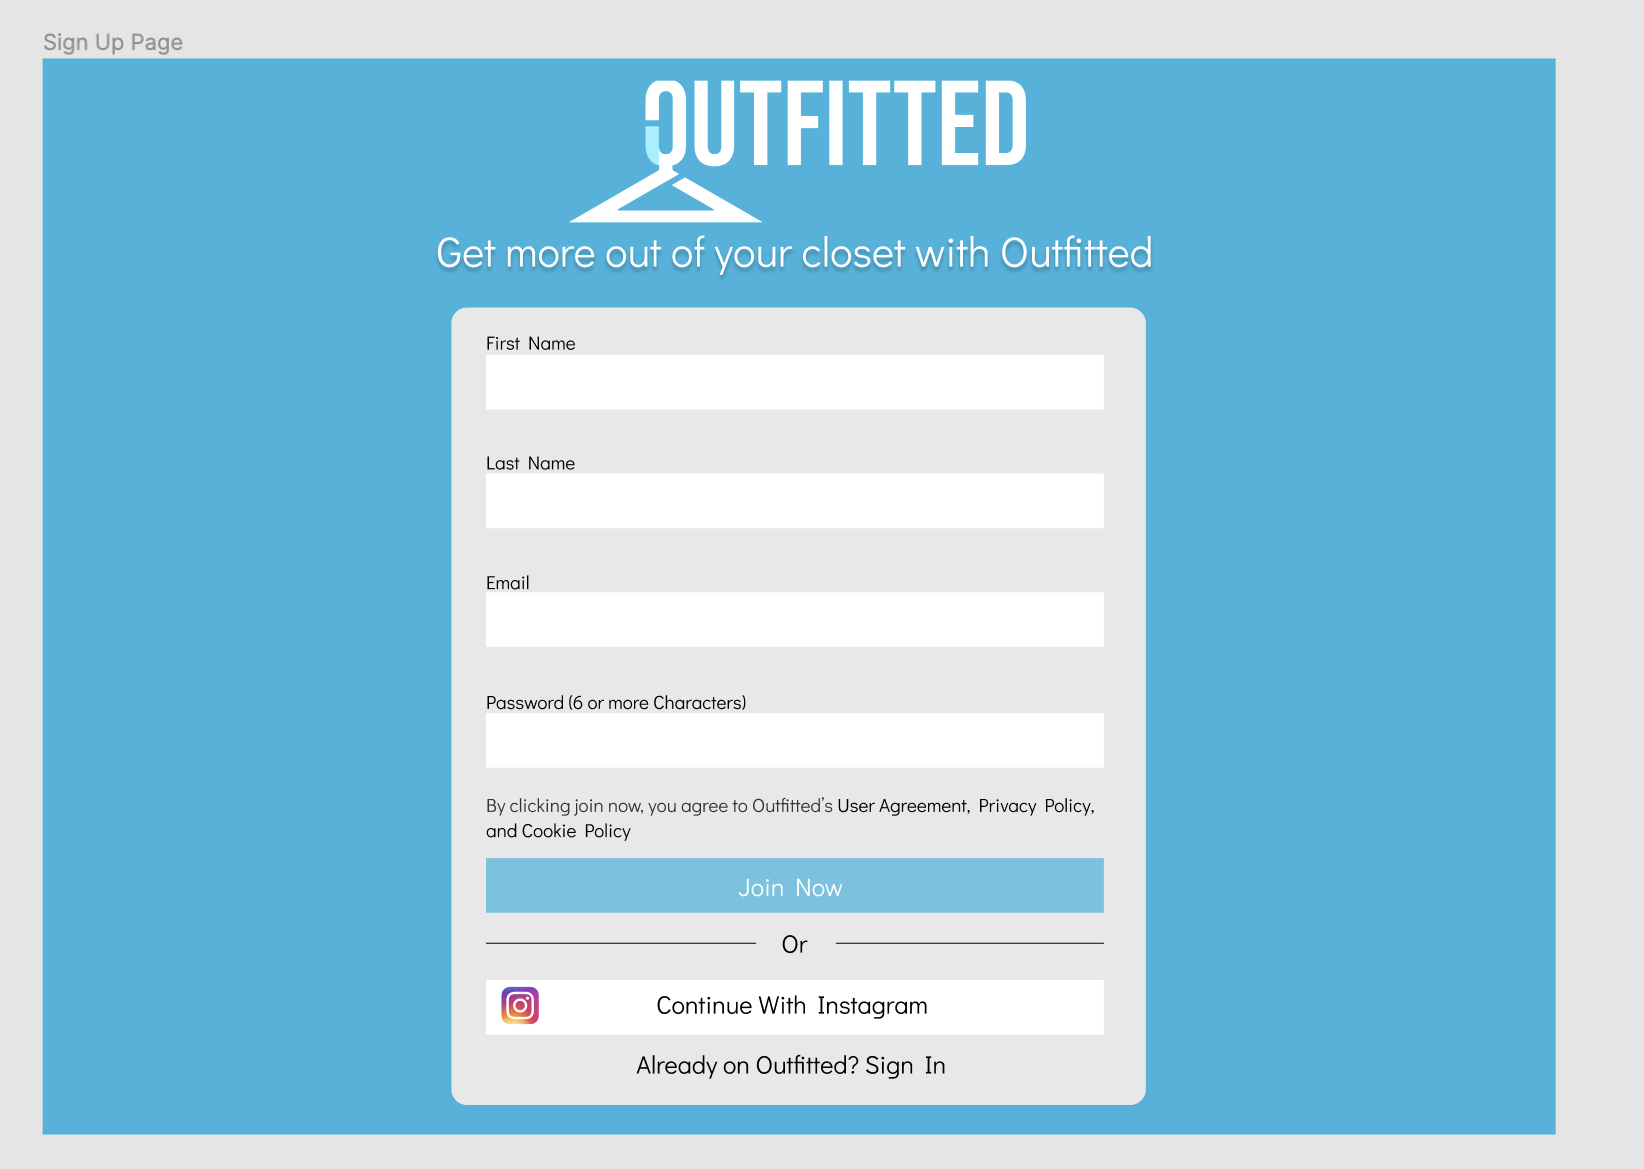 Sign Up Page
OUTFITTED
Get more out of your closet with Outfitted
First Name
Last Name
Email
Password (6 or more Characters)
By clicking join now, you agree to Outfitted's User Agreement, Privacy Policy,
and Cookie Policy
Join Now
Or
Continue With Instagram
Already on Outfitted? Sign In